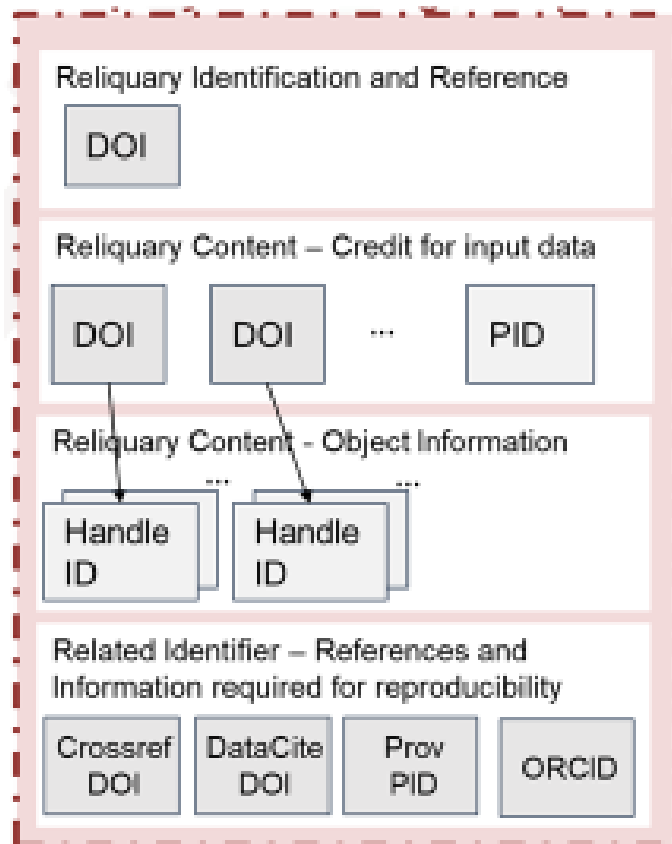 Reliquary Identification and Reference
DOI
Reliquary Content – Credit for input data
DOI DOI ... PID
Reliquary Content - Object Information
... ...
Handle ID Handle ID
Related Identifier – References and
Information required for reproducibility
Crossref DOI DataCite DOI Prov PID ORCID